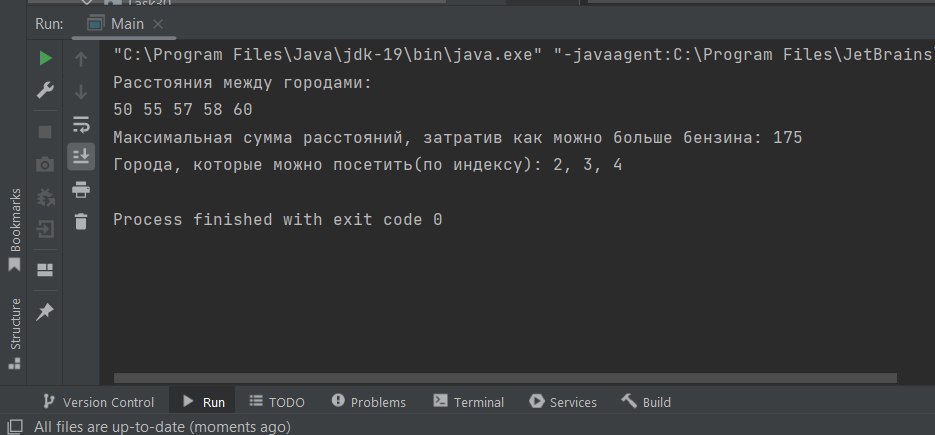 Task30
Run:
Main
"C:\Program Files\Java\jdk-19\bin\java.exe" "-javaagent:C:\Program Files\JetBrains\
Расстояния между городами:
50 55 57 58 60
Максимальная сумма расстояний, затратив как можно больше бензина: 175
Города, которые можно посетить(по индексу): 2, 3, 4
Process finished with exit code 0
Bookmarks
Structure
Version Control
Run
TODO
Problems
Terminal
Services
Build
All files are up-to-date (moments ago)